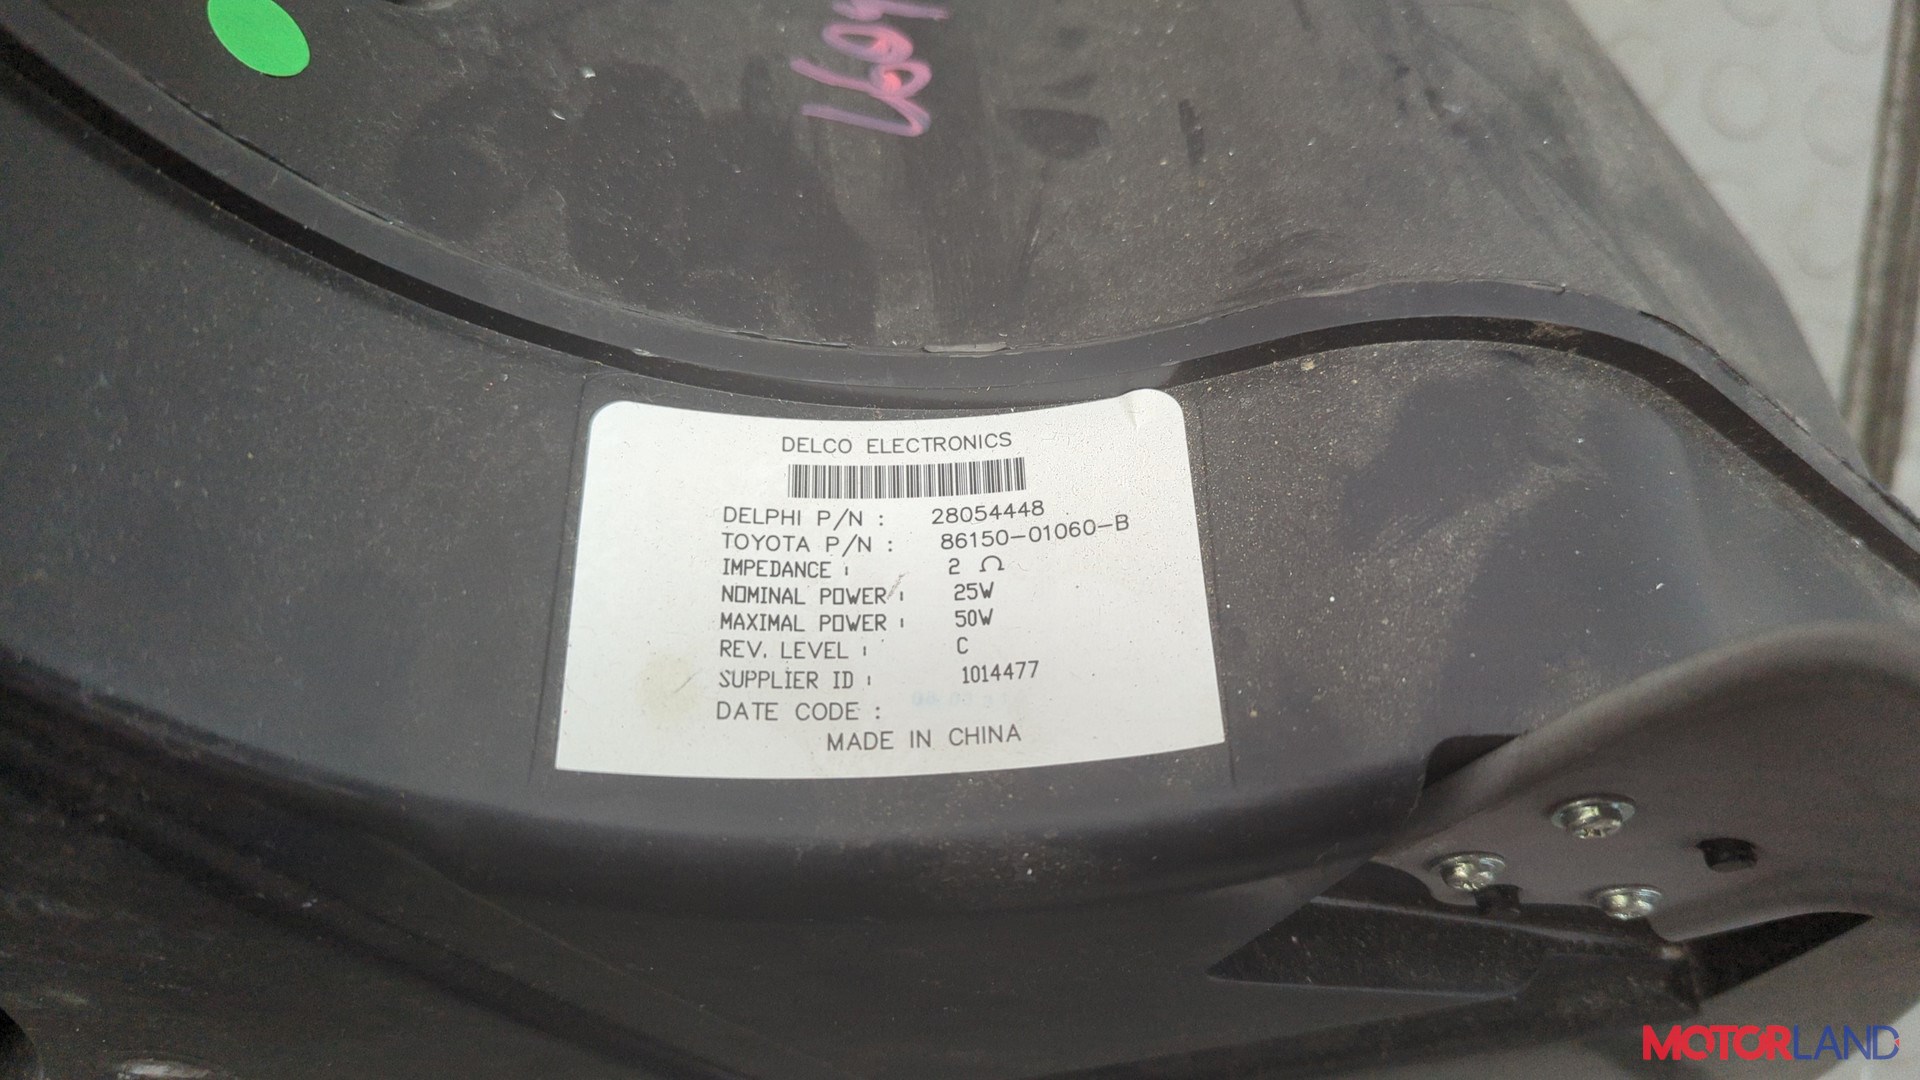 DELCO ELECTRONICS
DELPHI P/N : 28054448
TOYOTA P/N : 86150-01060-B
IMPEDANCE : 2 Ω
NOMINAL POWER : 25W
MAXIMAL POWER : 50W
REV. LEVEL : C
SUPPLIER ID : 1014477
DATE CODE :
MADE IN CHINA
MOTORLAND